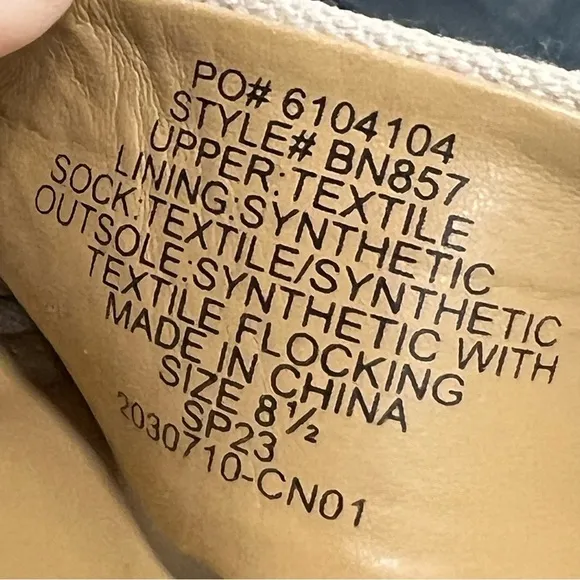 PO# 6104104
STYLE# BN857
UPPER:TEXTILE
LINING:SYNTHETIC
SOCK:TEXTILE/SYNTHETIC
OUTSOLE:SYNTHETIC WITH
TEXTILE FLOCKING
MADE IN CHINA
SIZE 8½
SP23
2030710-CN01